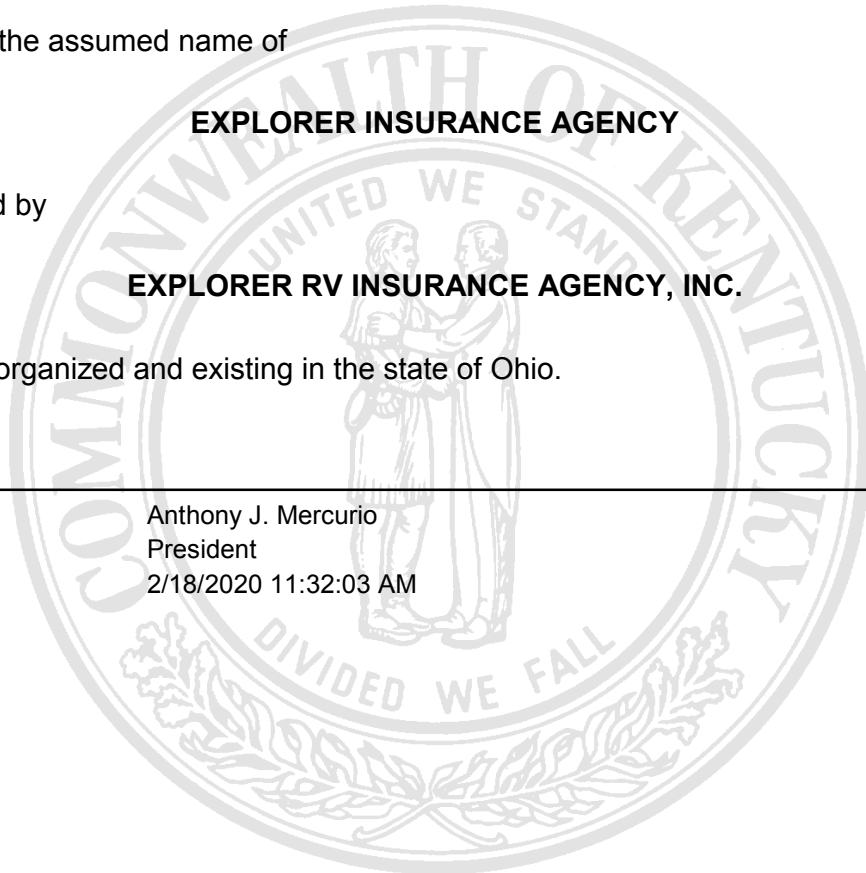 the assumed name of
EXPLORER INSURANCE AGENCY
d by
EXPLORER RV INSURANCE AGENCY, INC.
organized and existing in the state of Ohio.
Anthony J. Mercurio
President
2/18/2020 11:32:03 AM
COMMONWEALTH OF KENTUCKY
UNITED WE STAND
DIVIDED WE FALL